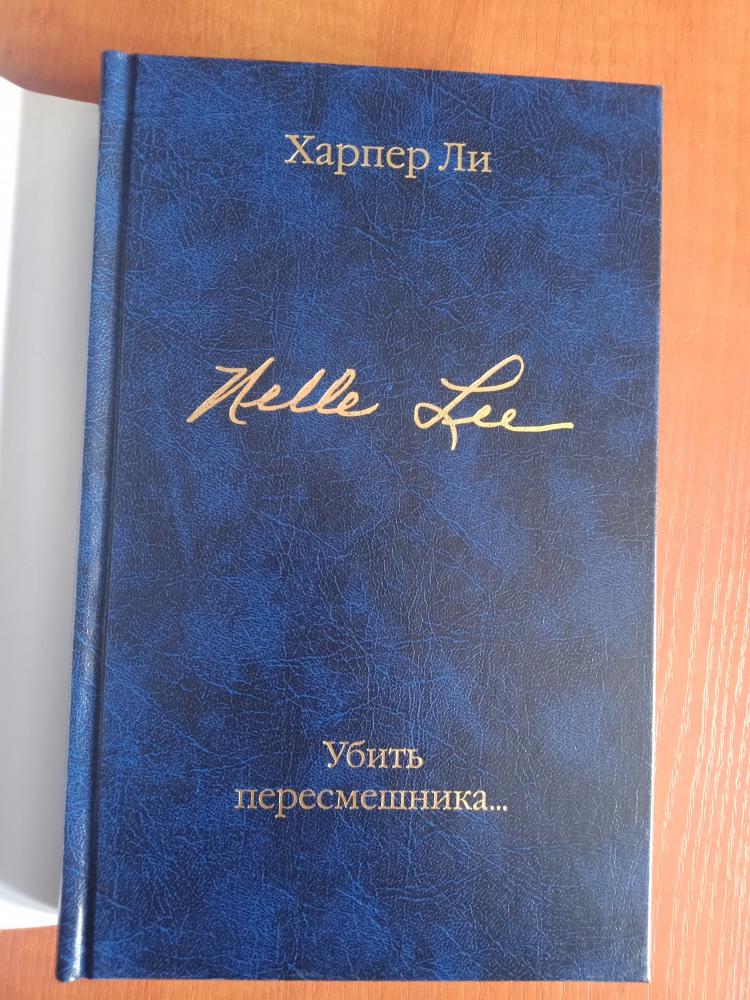 Харпер Ли
Nelle Lee
Убить
пересмешника...